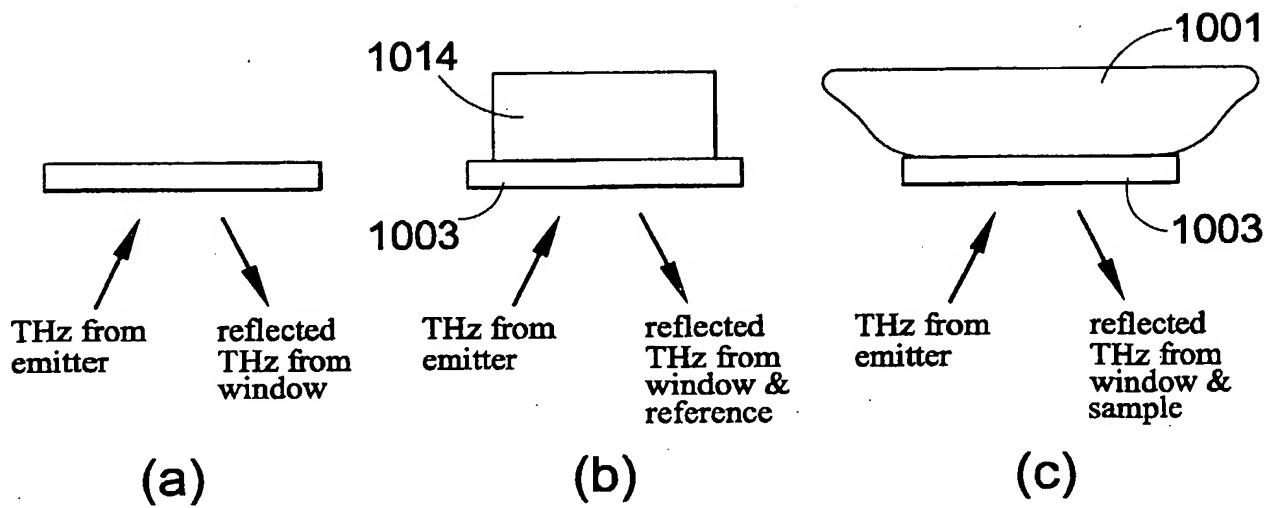 1001
1014
1003
1003
THz from
emitter
reflected
THz from
window
THz from
emitter
reflected
THz from
window &
reference
THz from
emitter
reflected
THz from
window &
sample
(a)
(b)
(c)